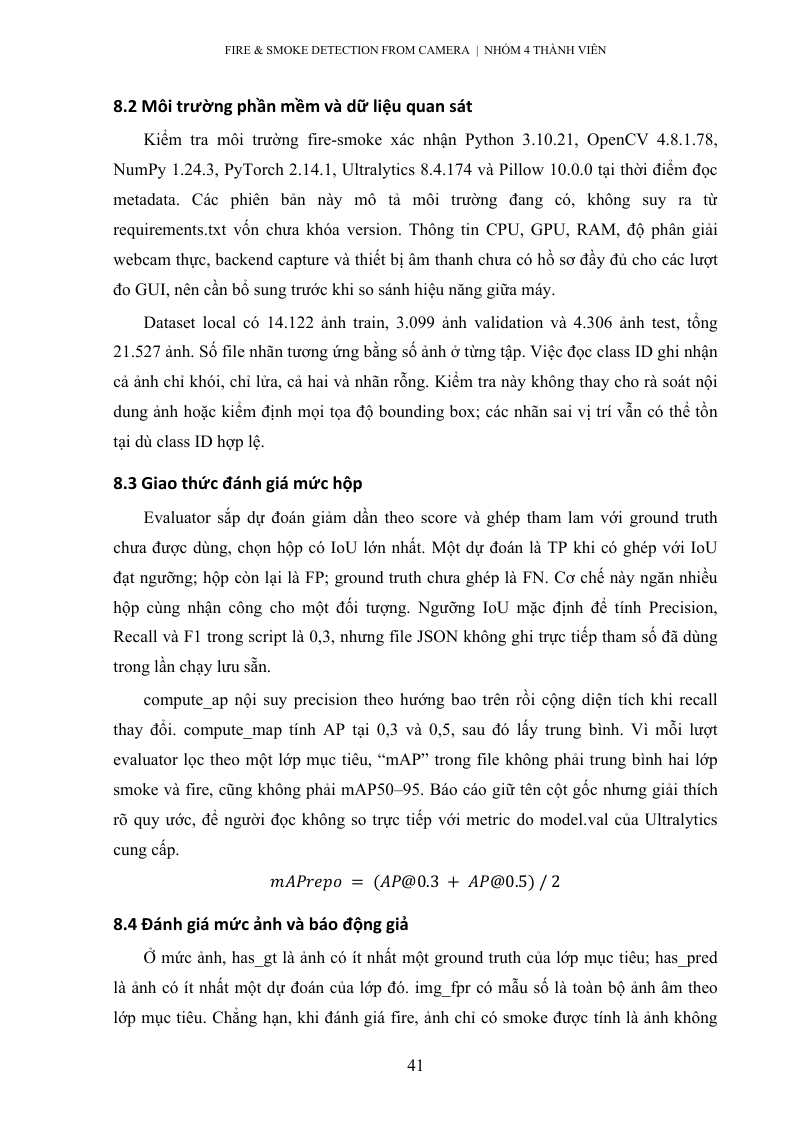 FIRE & SMOKE DETECTION FROM CAMERA | NHÓM 4 THÀNH VIÊN
8.2 Môi trường phần mềm và dữ liệu quan sát
Kiểm tra môi trường fire-smoke xác nhận Python 3.10.21, OpenCV 4.8.1.78,
NumPy 1.24.3, PyTorch 2.14.1, Ultralytics 8.4.174 và Pillow 10.0.0 tại thời điểm đọc
metadata. Các phiên bản này mô tả môi trường đang có, không suy ra từ
requirements.txt vốn chưa khóa version. Thông tin CPU, GPU, RAM, độ phân giải
webcam thực, backend capture và thiết bị âm thanh chưa có hồ sơ đầy đủ cho các lượt
đo GUI, nên cần bổ sung trước khi so sánh hiệu năng giữa máy.
Dataset local có 14.122 ảnh train, 3.099 ảnh validation và 4.306 ảnh test, tổng
21.527 ảnh. Số file nhãn tương ứng bằng số ảnh ở từng tập. Việc đọc class ID ghi nhận
cả ảnh chỉ khói, chỉ lửa, cả hai và nhãn rỗng. Kiểm tra này không thay cho rà soát nội
dung ảnh hoặc kiểm định mọi tọa độ bounding box; các nhãn sai vị trí vẫn có thể tồn
tại dù class ID hợp lệ.
8.3 Giao thức đánh giá mức hộp
Evaluator sắp dự đoán giảm dần theo score và ghép tham lam với ground truth
chưa được dùng, chọn hộp có IoU lớn nhất. Một dự đoán là TP khi có ghép với IoU
đạt ngưỡng; hộp còn lại là FP; ground truth chưa ghép là FN. Cơ chế này ngăn nhiều
hộp cùng nhận công cho một đối tượng. Ngưỡng IoU mặc định để tính Precision,
Recall và F1 trong script là 0,3, nhưng file JSON không ghi trực tiếp tham số đã dùng
trong lần chạy lưu sẵn.
compute_ap nội suy precision theo hướng bao trên rồi cộng diện tích khi recall
thay đổi. compute_map tính AP tại 0,3 và 0,5, sau đó lấy trung bình. Vì mỗi lượt
evaluator lọc theo một lớp mục tiêu, “mAP” trong file không phải trung bình hai lớp
smoke và fire, cũng không phải mAP50–95. Báo cáo giữ tên cột gốc nhưng giải thích
rõ quy ước, để người đọc không so trực tiếp với metric do model.val của Ultralytics
cung cấp.
mAPrepo = (AP@0.3 + AP@0.5) / 2
8.4 Đánh giá mức ảnh và báo động giả
Ở mức ảnh, has_gt là ảnh có ít nhất một ground truth của lớp mục tiêu; has_pred
là ảnh có ít nhất một dự đoán của lớp đó. img_fpr có mẫu số là toàn bộ ảnh âm theo
lớp mục tiêu. Chẳng hạn, khi đánh giá fire, ảnh chỉ có smoke được tính là ảnh không
41